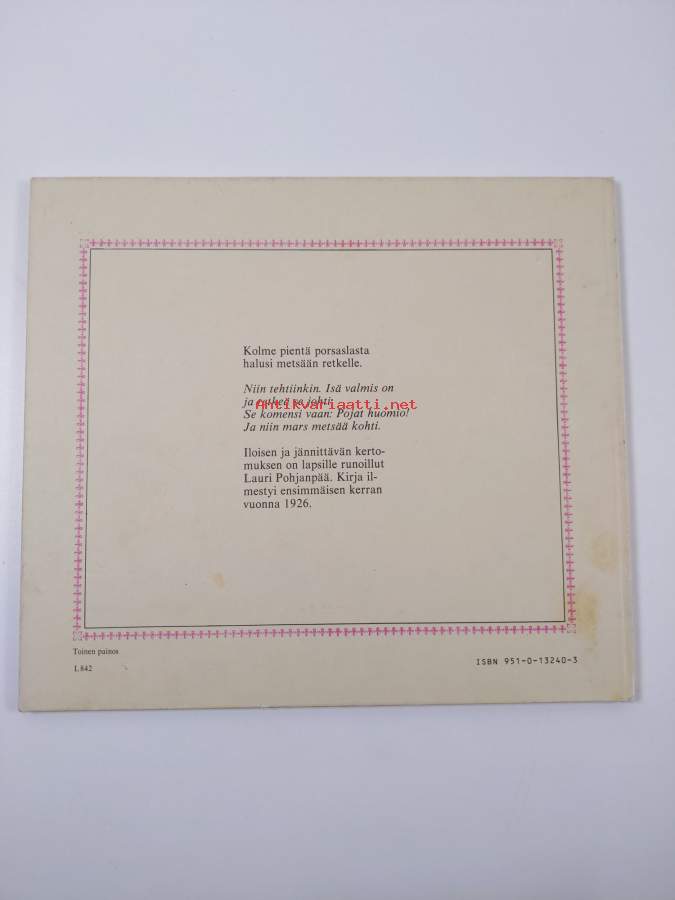 Kolme pientä porsaslasta
halusi metsään retkelle.
Niin tehtiinkin. Isä valmis on
ja retkeä se johti;
Antikvariaatti.net
Se komensi vaan: Pojat huomio!
Ja niin mars metsää kohti.
Iloisen ja jännittävän kerto-
muksen on lapsille runoillut
Lauri Pohjanpää. Kirja il-
mestyi ensimmäisen kerran
vuonna 1926.
Toinen painos
L 842
ISBN 951-0-13240-3